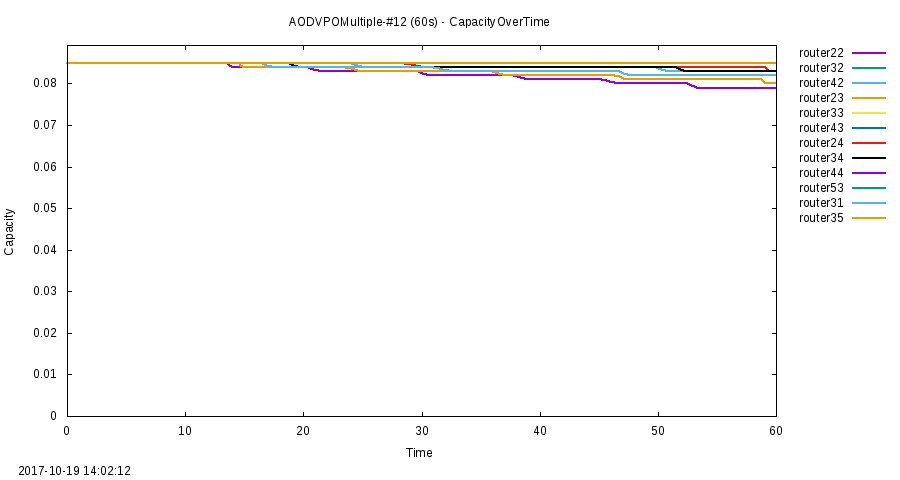 AODVPOMultiple-#12 (60s) - CapacityOverTime
router22
router32
router42
router23
router33
router43
router24
router34
router44
router53
router31
router35
0.08
0.07
0.06
0.05
0.04
0.03
0.02
0.01
0
Capacity
0 10 20 30 40 50 60
Time
2017-10-19 14:02:12